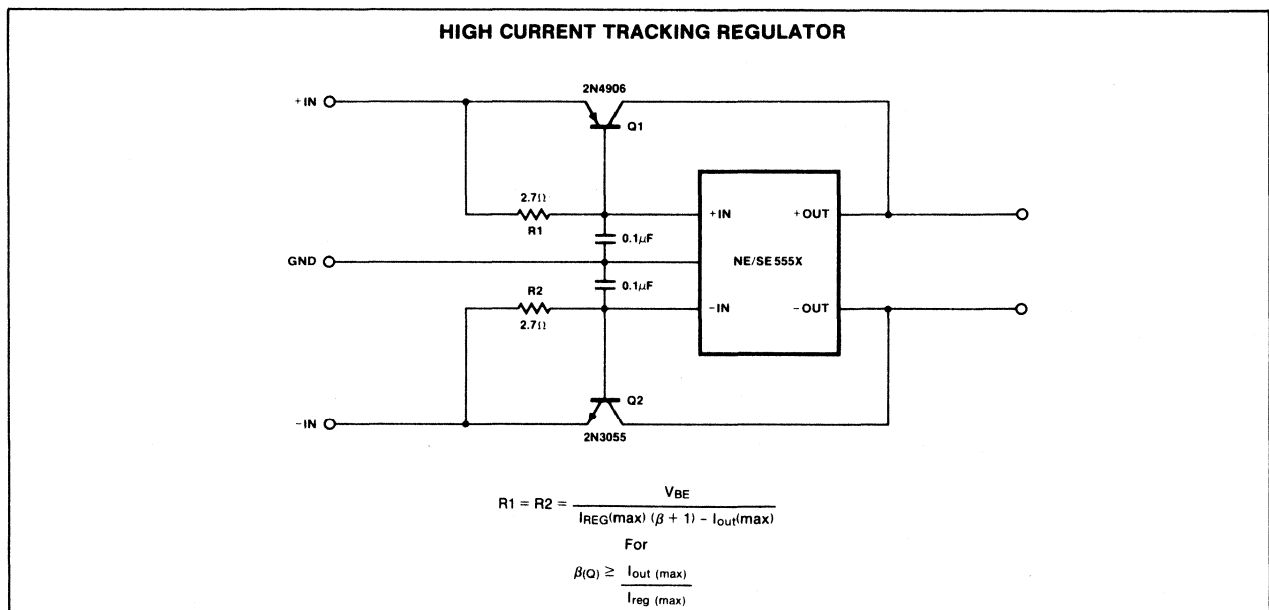 HIGH CURRENT TRACKING REGULATOR
2N4906
+IN
Q1
2.7Ω
+IN
+OUT
R1
0.1μF
GND
NE/SE555X
R2
0.1μF
−IN
−OUT
2.7Ω
Q2
−IN
2N3055
R1 = R2 = VBE / IREG(max) (β + 1) − Iout(max)
For
β(Q) ≥ Iout (max) / Ireg (max)